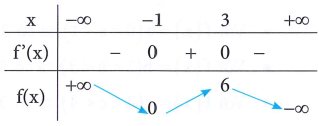 x −∞ −1 3 +∞
f'(x) − 0 + 0 −
+∞ 6
f(x)
0 −∞